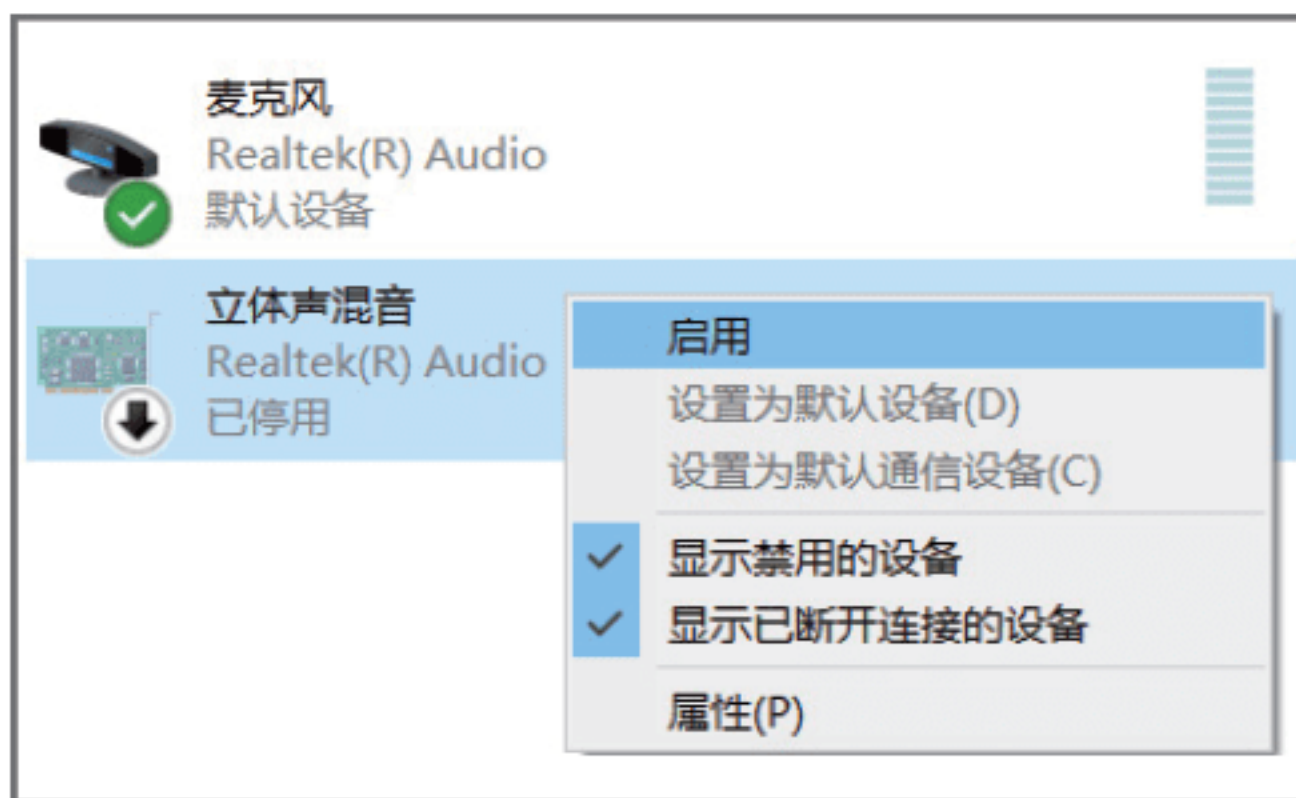 麦克风
Realtek(R) Audio
默认设备
立体声混音
Realtek(R) Audio
已停用
启用
设置为默认设备(D)
设置为默认通信设备(C)
显示禁用的设备
显示已断开连接的设备
属性(P)